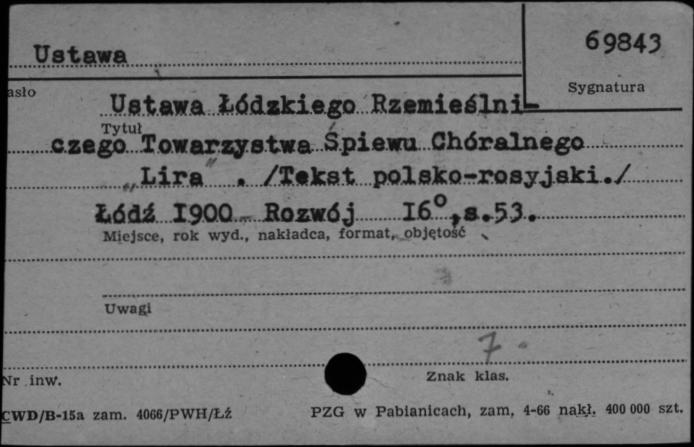 69843
Ustawa
asło
Sygnatura
Ustawa Łódzkiego Rzemieślni-
Tytuł
czego Towarzystwa Śpiewu Chóralnego
„Lira" . /Tekst polsko-rosyjski./
Łódź 1900 Rozwój 16°,s.53.
Miejsce, rok wyd., nakładca, format, objętość
Uwagi
7.
Nr inw.
Znak klas.
CWD/B-15a zam. 4066/PWH/Łź
PZG w Pabianicach, zam. 4-66 nakł. 400 000 szt.